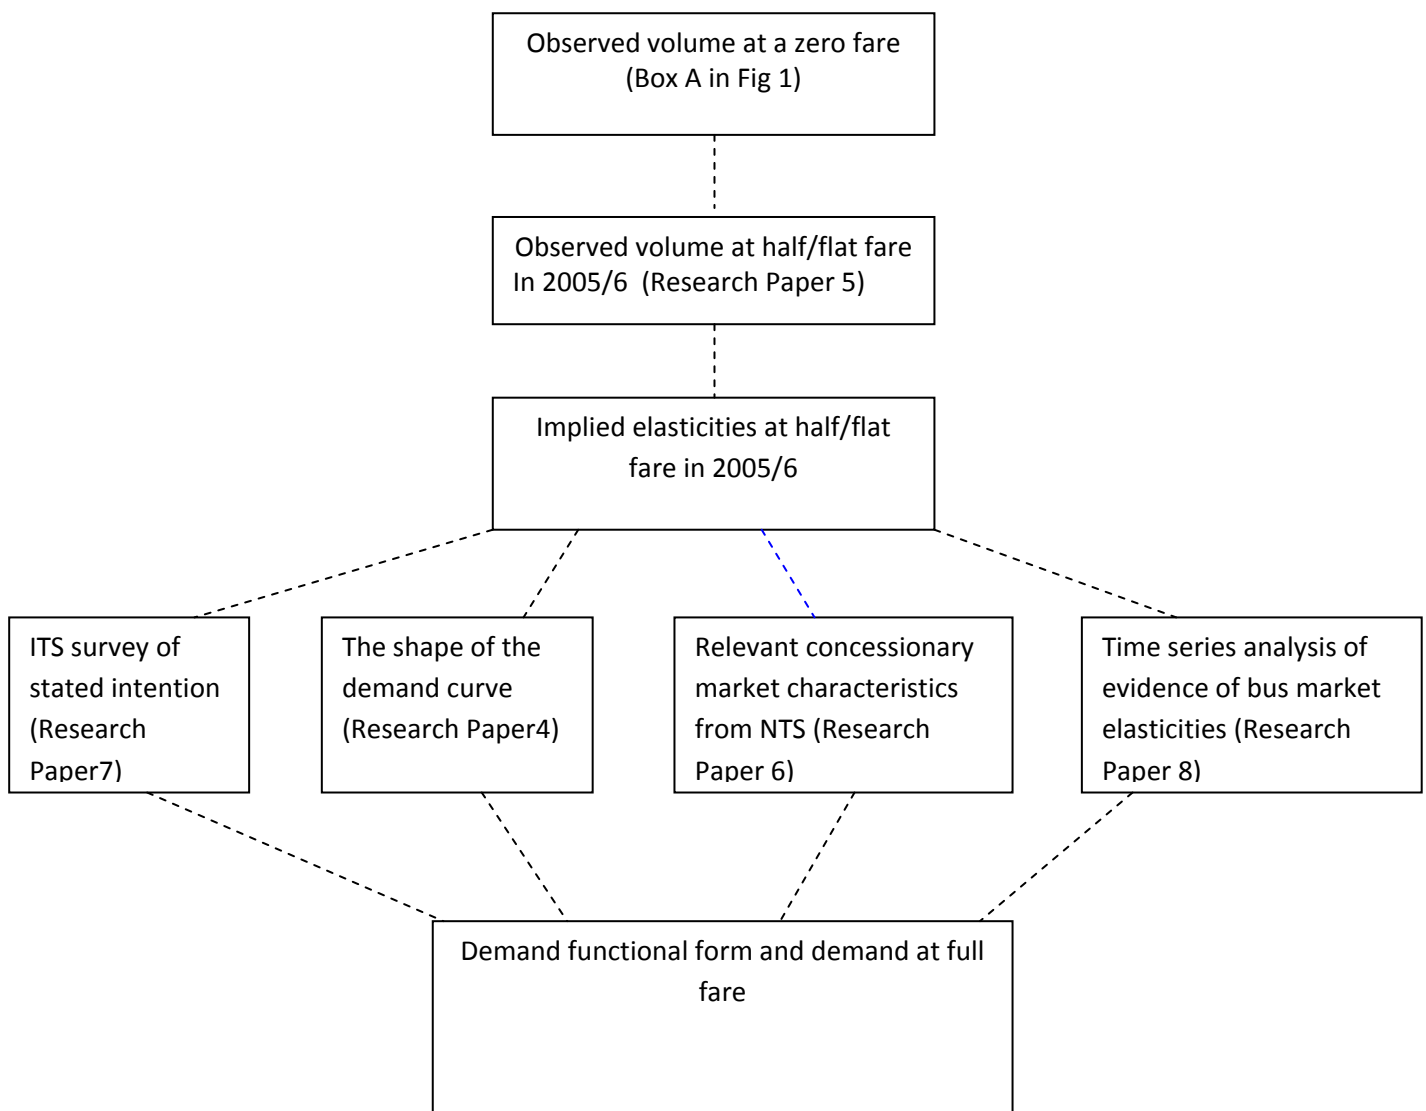 Observed volume at a zero fare
(Box A in Fig 1)
Observed volume at half/flat fare
In 2005/6 (Research Paper 5)
Implied elasticities at half/flat
fare in 2005/6
ITS survey of
stated intention
(Research
Paper7)
The shape of the
demand curve
(Research Paper4)
Relevant concessionary
market characteristics
from NTS (Research
Paper 6)
Time series analysis of
evidence of bus market
elasticities (Research
Paper 8)
Demand functional form and demand at full
fare